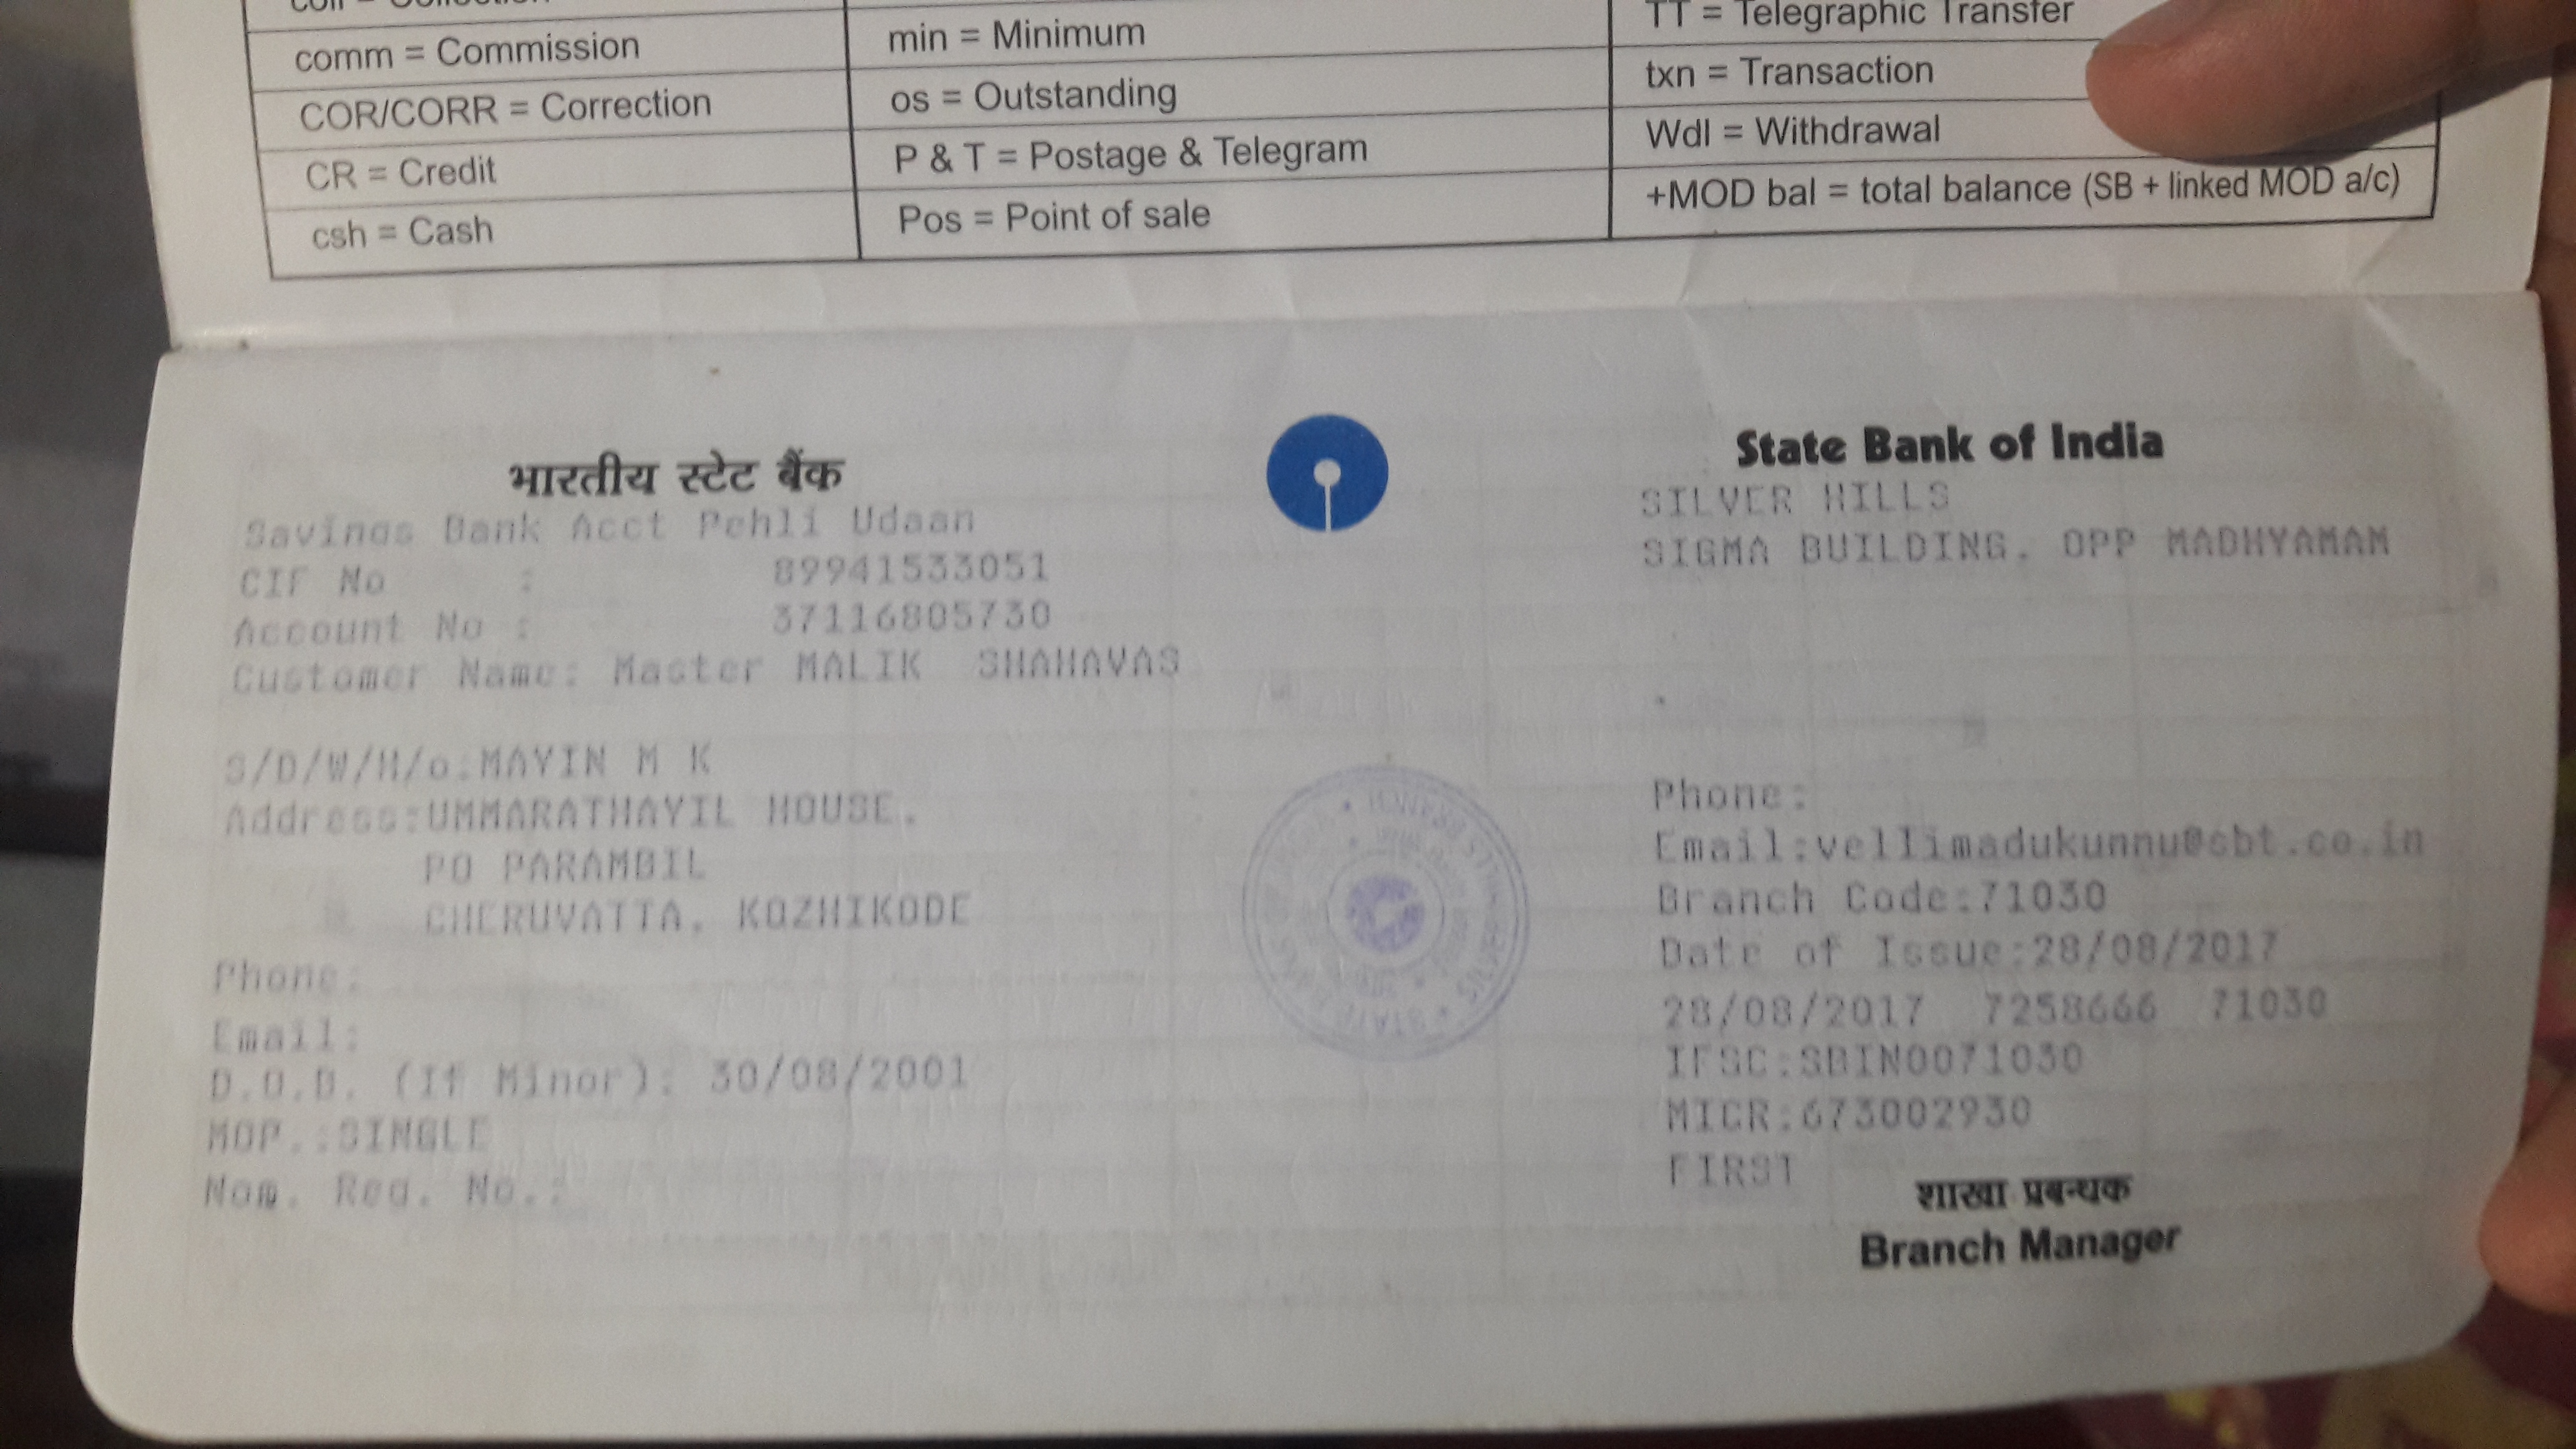 coll = Collection
comm = Commission
COR/CORR = Correction
CR = Credit
csh = Cash
min = Minimum
os = Outstanding
P & T = Postage & Telegram
Pos = Point of sale
TT = Telegraphic Transfer
txn = Transaction
Wdl = Withdrawal
+MOD bal = total balance (SB + linked MOD a/c)
भारतीय स्टेट बैंक
State Bank of India
Savings Bank Acct Pehli Udaan
CIF No : 89941533051
Account No : 37116805730
Customer Name: Master MALIK SHAHAVAS
S/D/W/H/o:MAYIN M K
Address:UMMARATHAYIL HOUSE,
PO PARAMBIL
CHERUVATTA, KOZHIKODE
Phone:
Email:
D.O.B. (If Minor): 30/08/2001
MOP.:SINGLE
Nom. Reg. No.:
SILVER HILLS
SIGMA BUILDING, OPP MADHYAMAM
Phone:
Email:vellimadukunnu@sbt.co.in
Branch Code:71030
Date of Issue:28/08/2017
28/08/2017 7258666 71030
IFSC:SBIN0071030
MICR:673002930
FIRST
शाखा प्रबन्धक
Branch Manager
SILVER HILLS